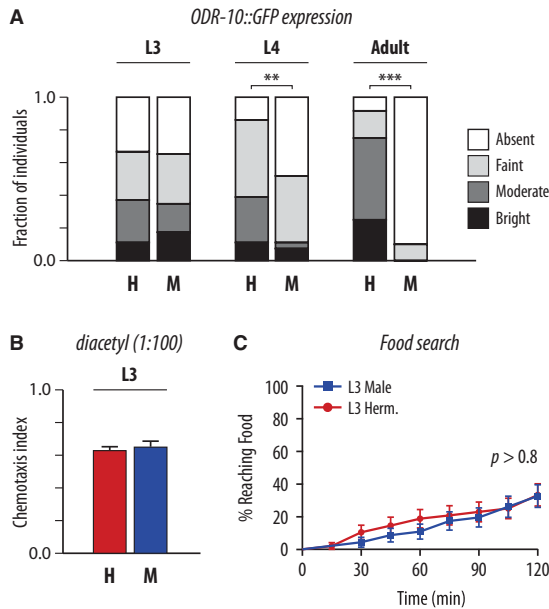 A
ODR-10::GFP expression
L3 L4 Adult
** ***
1.0
0.0
Fraction of individuals
H M H M H M
Absent
Faint
Moderate
Bright
B
diacetyl (1:100)
L3
1.0
0.0
Chemotaxis index
H M
C
Food search
L3 Male
L3 Herm.
p > 0.8
100
80
60
40
20
0
% Reaching Food
0 30 60 90 120
Time (min)